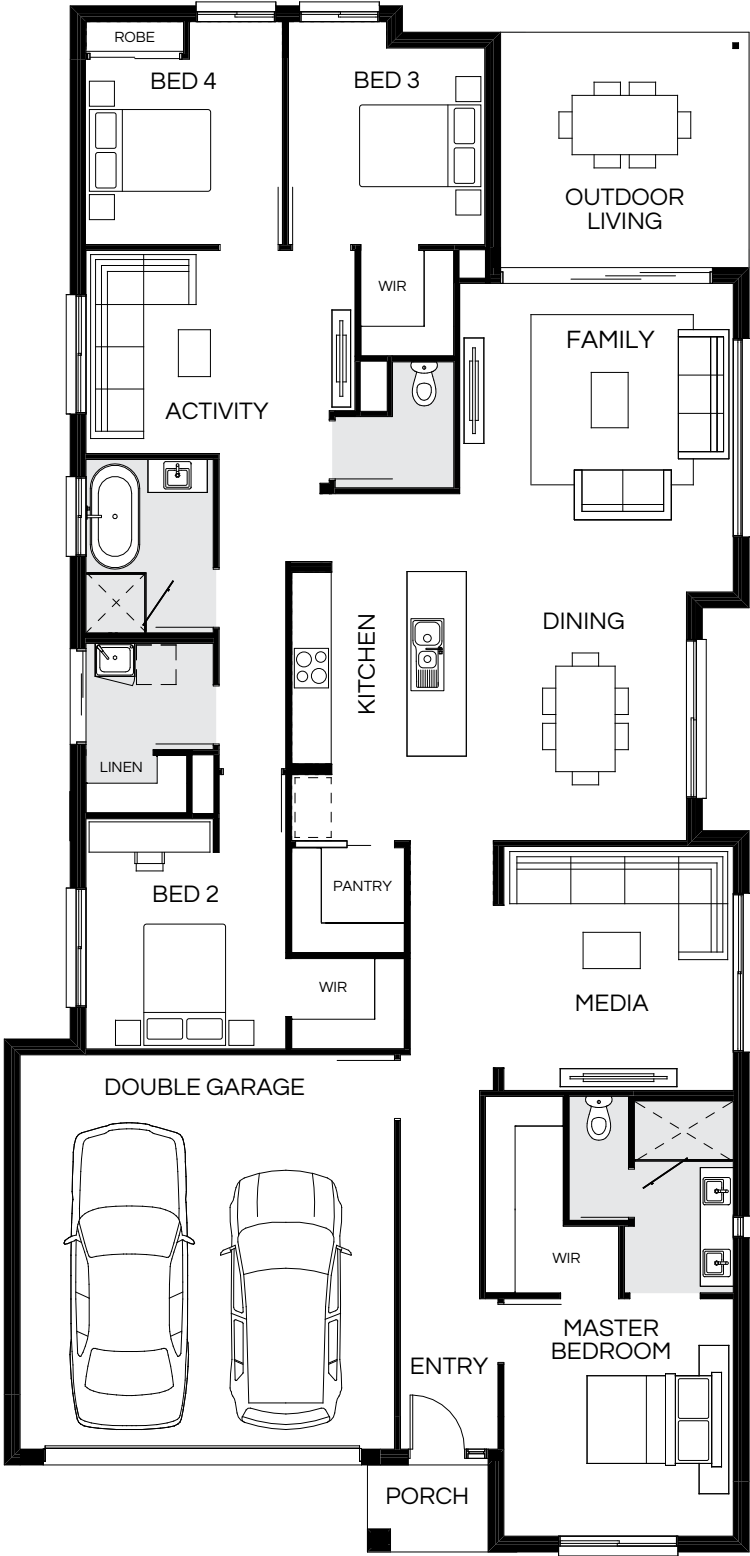 ROBE
BED 4
BED 3
OUTDOOR
LIVING
WIR
FAMILY
ACTIVITY
KITCHEN
DINING
LINEN
BED 2
PANTRY
WIR
MEDIA
DOUBLE GARAGE
WIR
MASTER
BEDROOM
ENTRY
PORCH